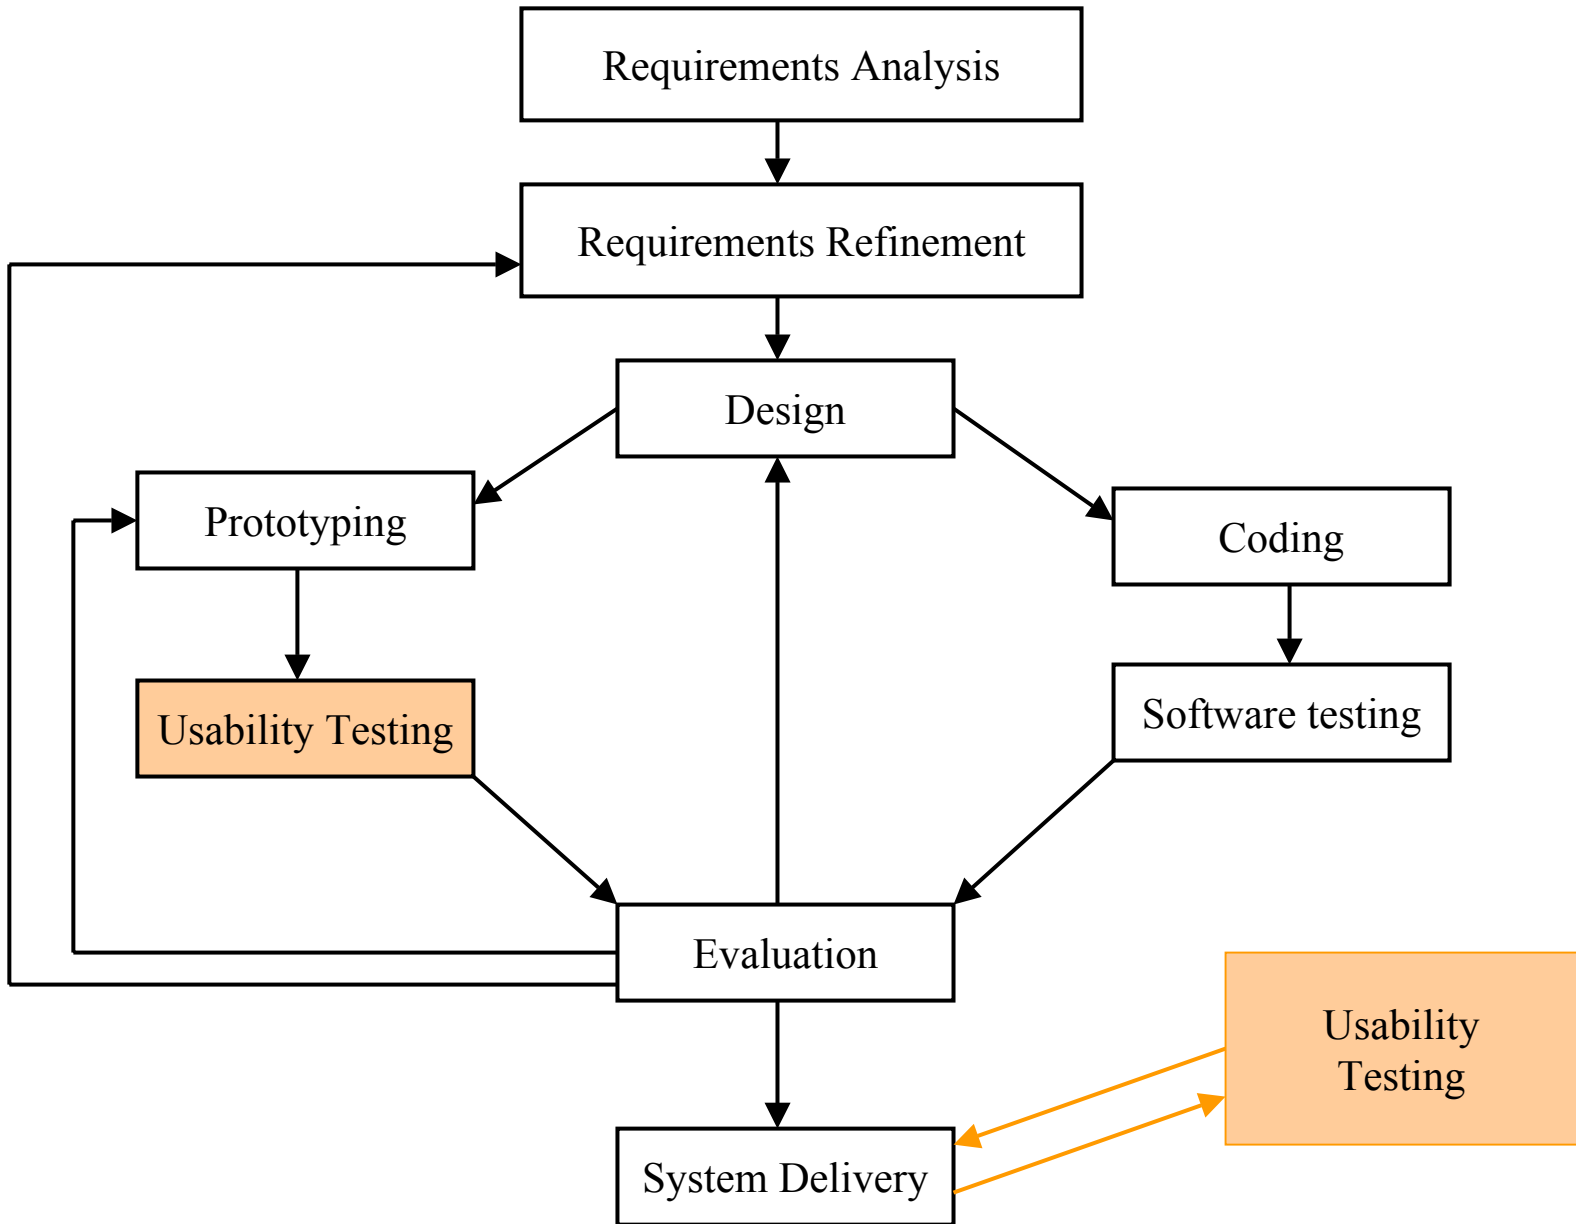 Requirements Analysis
Requirements Refinement
Design
Prototyping
Coding
Usability Testing
Software testing
Evaluation
Usability
Testing
System Delivery